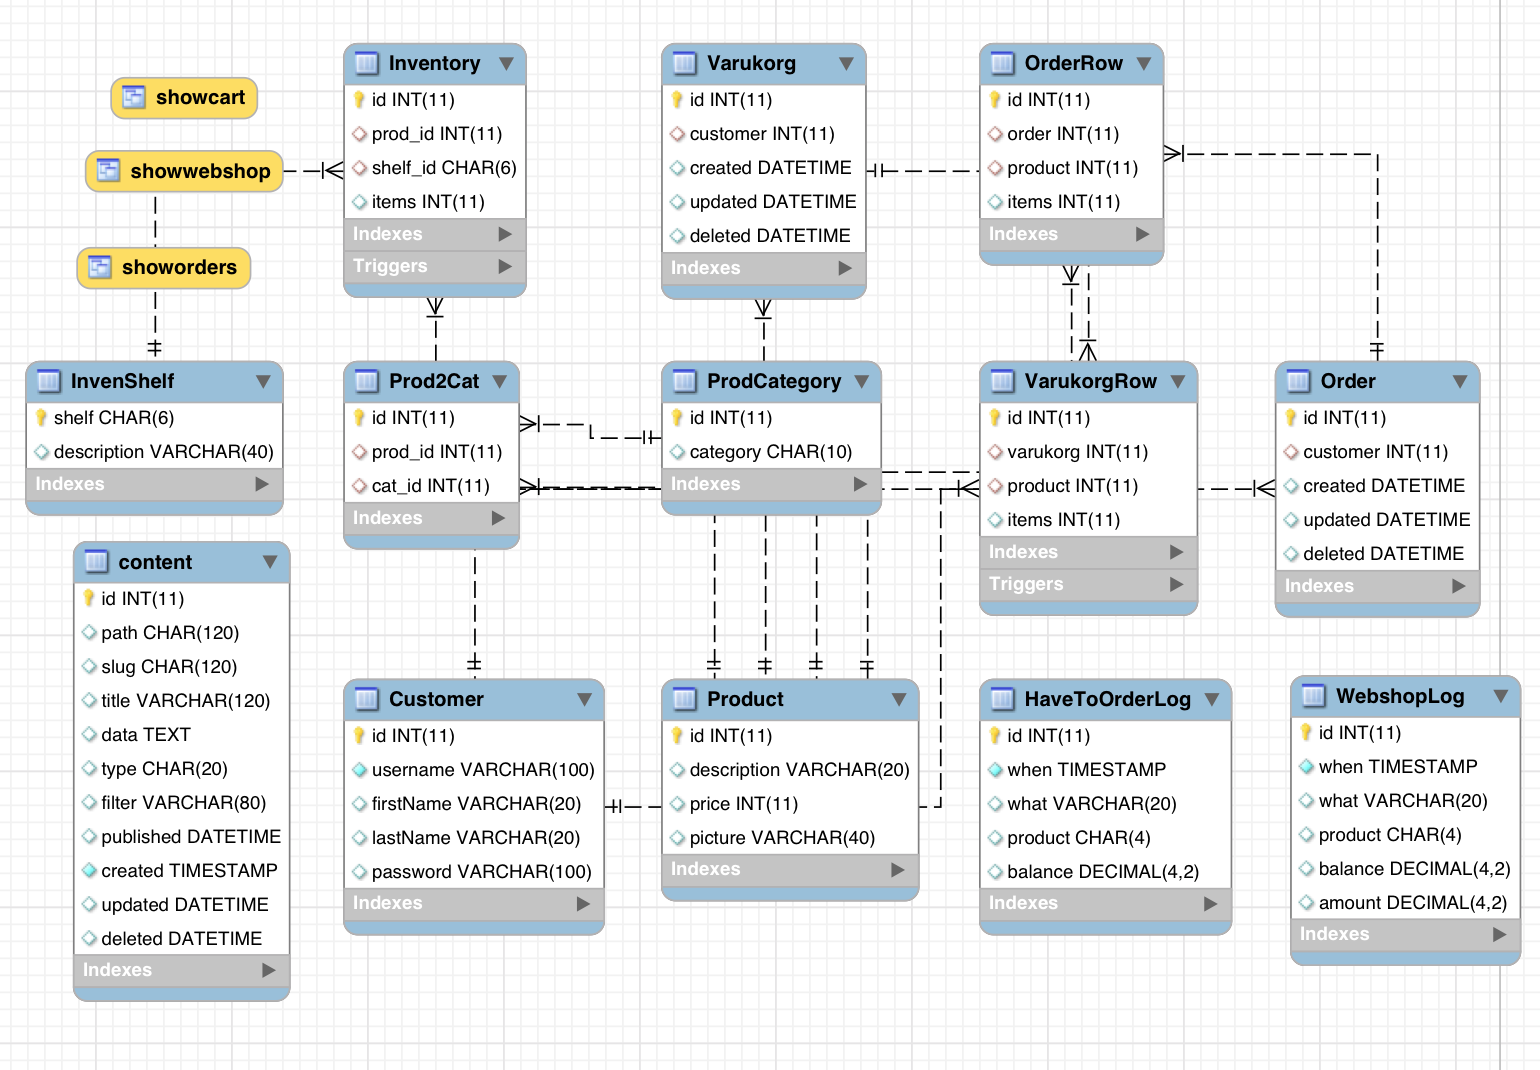 showcart
showwebshop
showorders
Inventory
id INT(11)
prod_id INT(11)
shelf_id CHAR(6)
items INT(11)
Indexes
Triggers
Varukorg
id INT(11)
customer INT(11)
created DATETIME
updated DATETIME
deleted DATETIME
Indexes
OrderRow
id INT(11)
order INT(11)
product INT(11)
items INT(11)
Indexes
InvenShelf
shelf CHAR(6)
description VARCHAR(40)
Indexes
Prod2Cat
id INT(11)
prod_id INT(11)
cat_id INT(11)
Indexes
ProdCategory
id INT(11)
category CHAR(10)
Indexes
VarukorgRow
id INT(11)
varukorg INT(11)
product INT(11)
items INT(11)
Indexes
Triggers
Order
id INT(11)
customer INT(11)
created DATETIME
updated DATETIME
deleted DATETIME
Indexes
content
id INT(11)
path CHAR(120)
slug CHAR(120)
title VARCHAR(120)
data TEXT
type CHAR(20)
filter VARCHAR(80)
published DATETIME
created TIMESTAMP
updated DATETIME
deleted DATETIME
Indexes
Customer
id INT(11)
username VARCHAR(100)
firstName VARCHAR(20)
lastName VARCHAR(20)
password VARCHAR(100)
Indexes
Product
id INT(11)
description VARCHAR(20)
price INT(11)
picture VARCHAR(40)
Indexes
HaveToOrderLog
id INT(11)
when TIMESTAMP
what VARCHAR(20)
product CHAR(4)
balance DECIMAL(4,2)
Indexes
WebshopLog
id INT(11)
when TIMESTAMP
what VARCHAR(20)
product CHAR(4)
balance DECIMAL(4,2)
amount DECIMAL(4,2)
Indexes